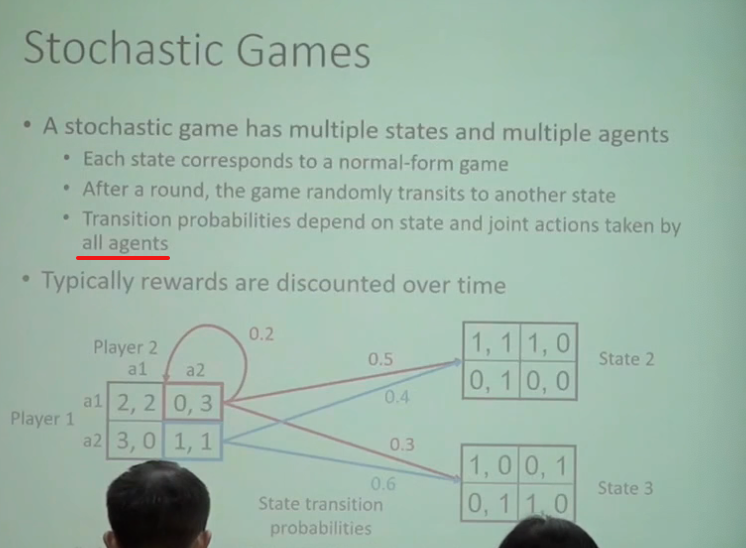 Stochastic Games
• A stochastic game has multiple states and multiple agents
• Each state corresponds to a normal-form game
• After a round, the game randomly transits to another state
• Transition probabilities depend on state and joint actions taken by
all agents
• Typically rewards are discounted over time
Player 2
a1 a2
Player 1
a1 2, 2 0, 3
a2 3, 0 1, 1
0.2
0.5
0.4
0.3
0.6
State transition
probabilities
1, 1 1, 0
0, 1 0, 0
State 2
1, 0 0, 1
0, 1 1, 0
State 3